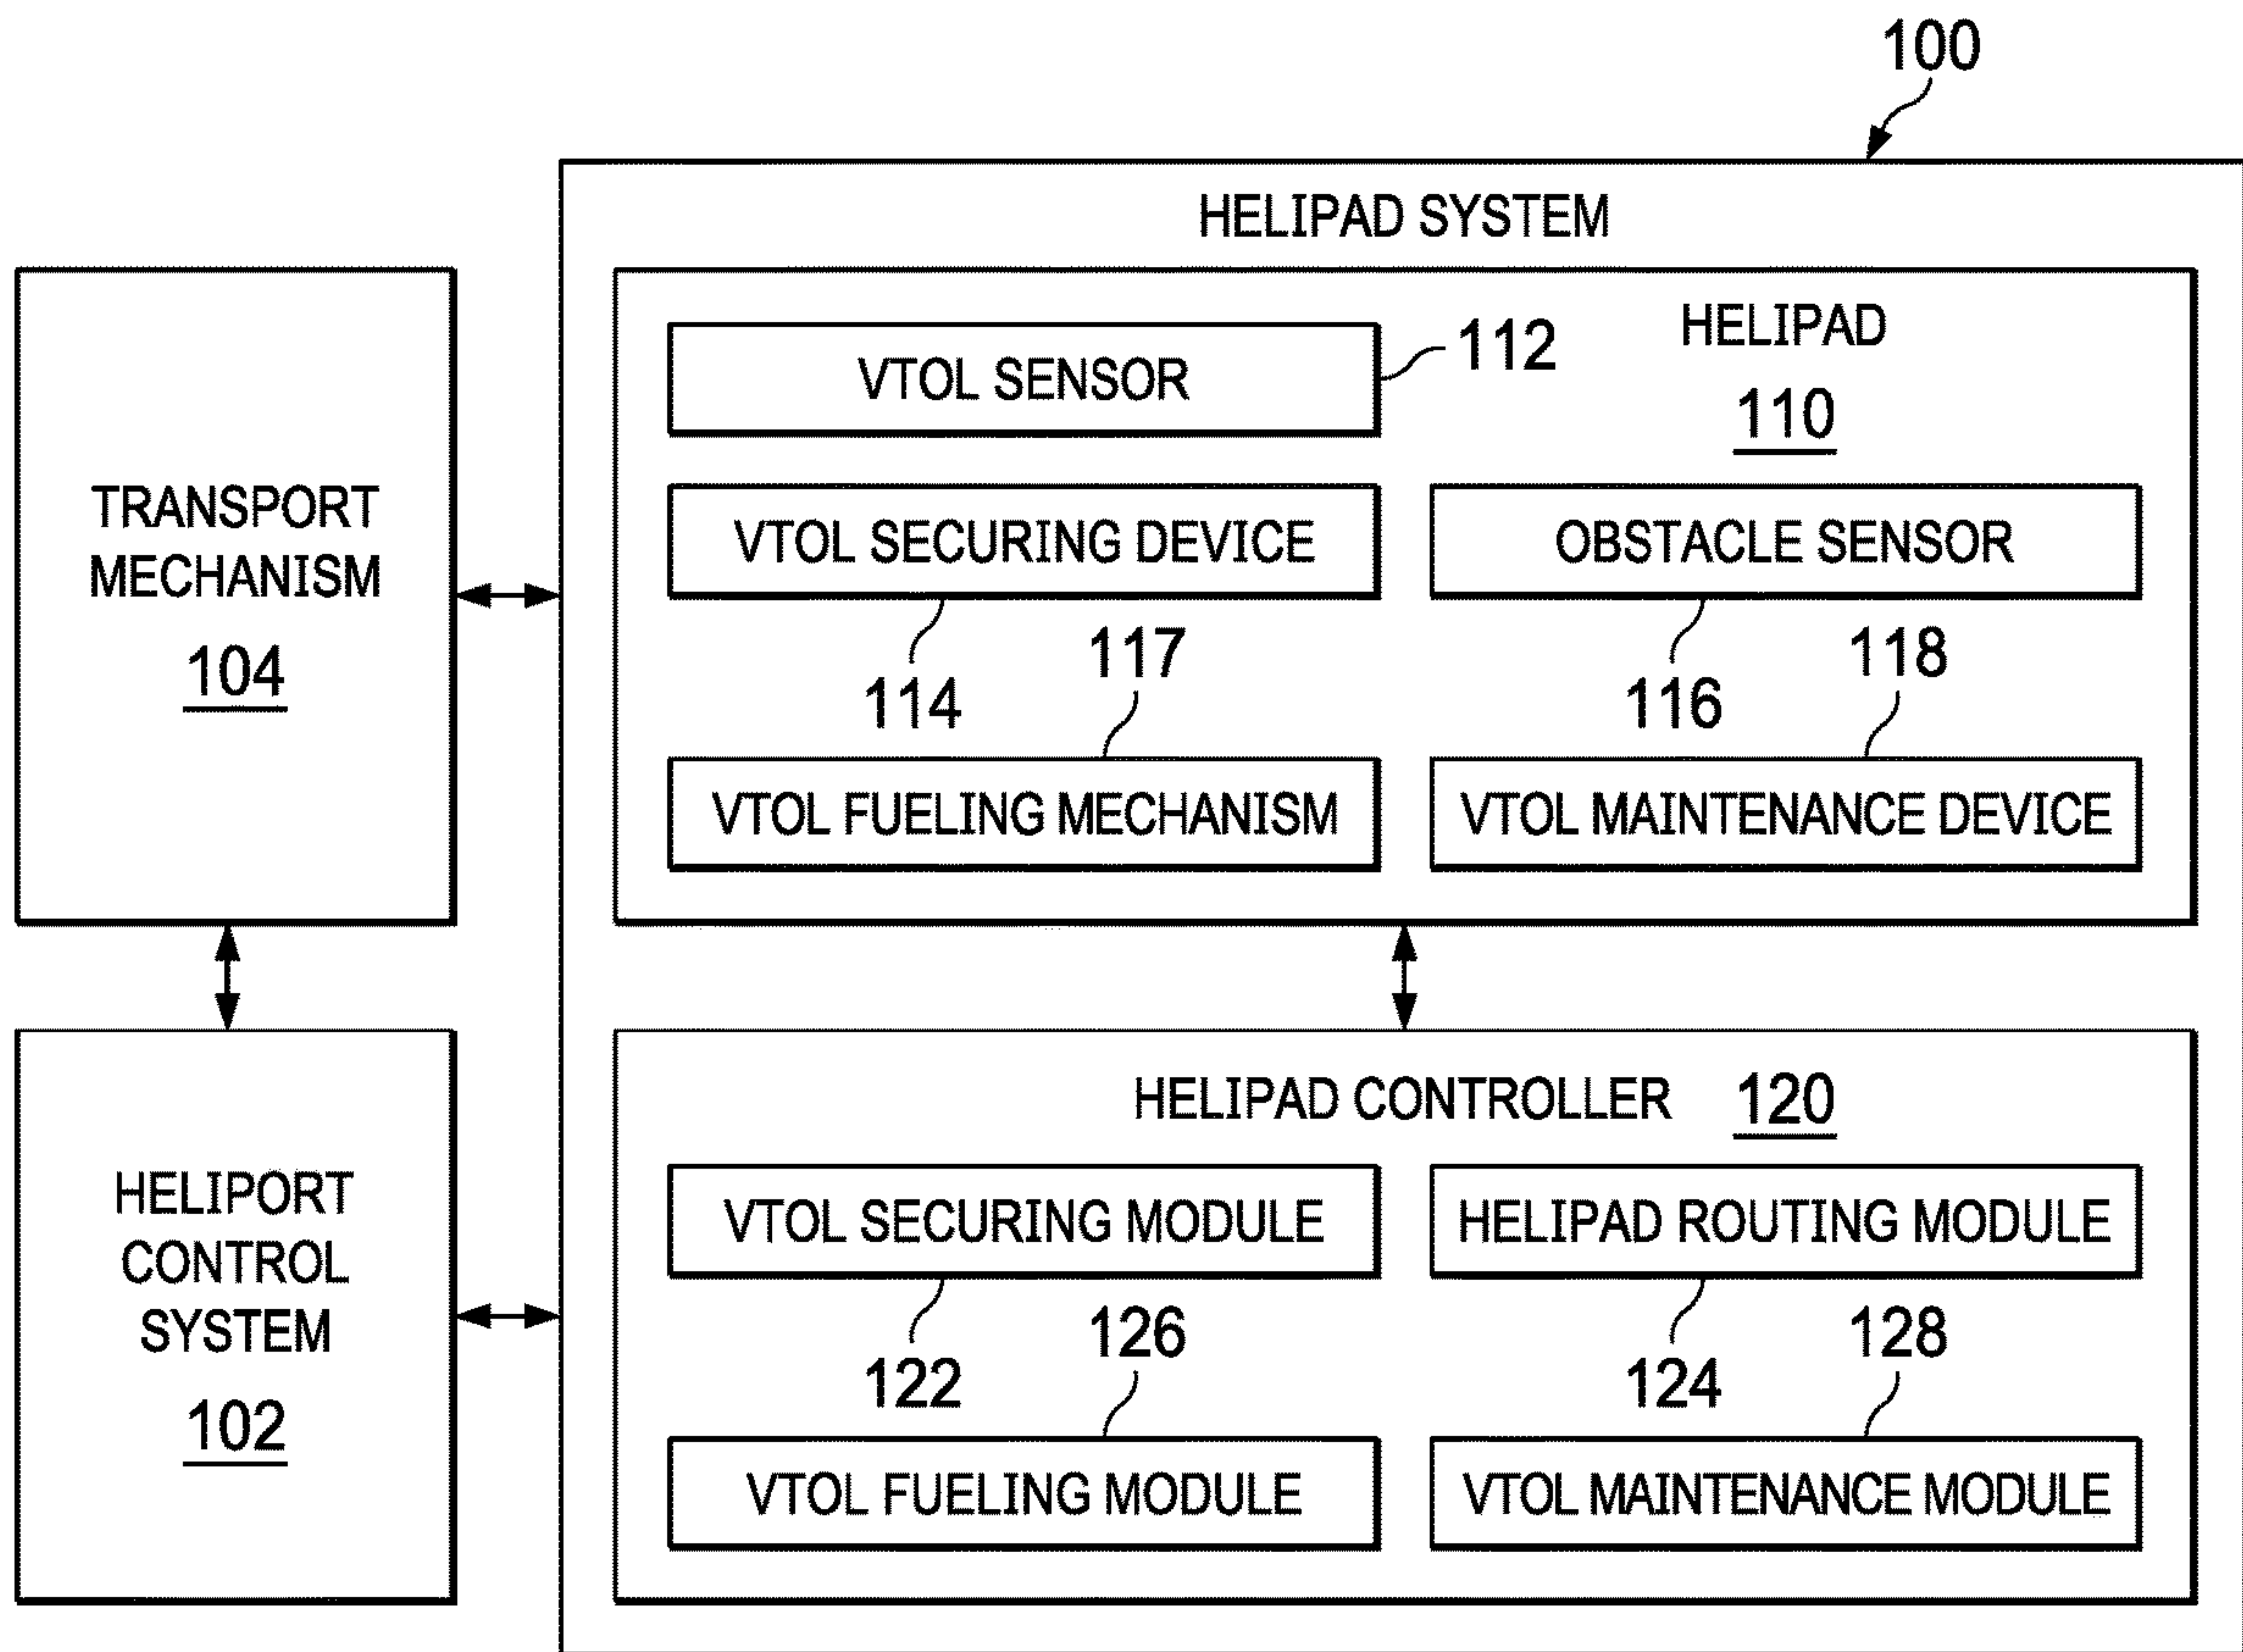 100
HELIPAD SYSTEM
HELIPAD
110
VTOL SENSOR
112
VTOL SECURING DEVICE
114
OBSTACLE SENSOR
116
117
VTOL FUELING MECHANISM
118
VTOL MAINTENANCE DEVICE
TRANSPORT
MECHANISM
104
HELIPORT
CONTROL
SYSTEM
102
HELIPAD CONTROLLER 120
VTOL SECURING MODULE
122
HELIPAD ROUTING MODULE
124
126
VTOL FUELING MODULE
128
VTOL MAINTENANCE MODULE